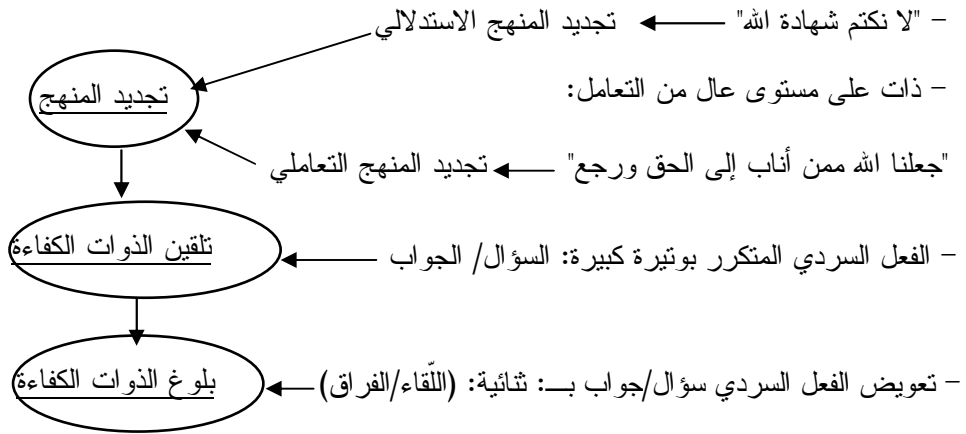 – "لا نكتم شهادة الله" تجديد المنهج الاستدلالي
تجديد المنهج
– ذات على مستوى عال من التعامل:
"جعلنا الله ممن أناب إلى الحق ورجع" تجديد المنهج التعاملي
– الفعل السردي المتكرر بوتيرة كبيرة: السؤال/ الجواب تلقين الذوات الكفاءة
– تعويض الفعل السردي سؤال/جواب بـ: ثنائية: (اللّقاء/الفراق) بلوغ الذوات الكفاءة